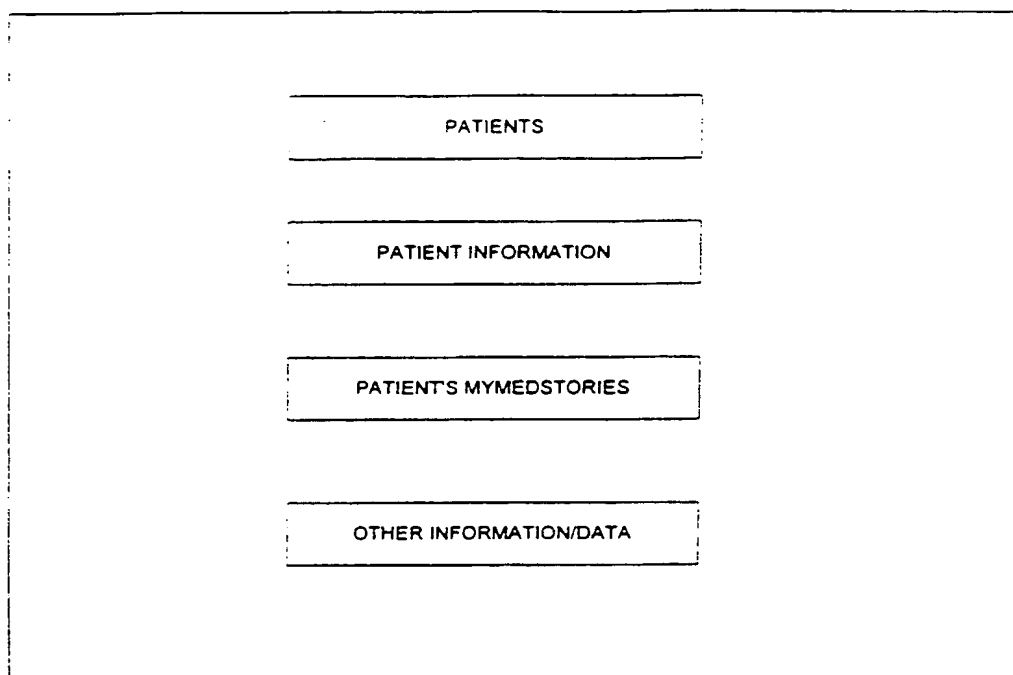 PATIENTS
PATIENT INFORMATION
PATIENT'S MYMEDSTORIES
OTHER INFORMATION/DATA